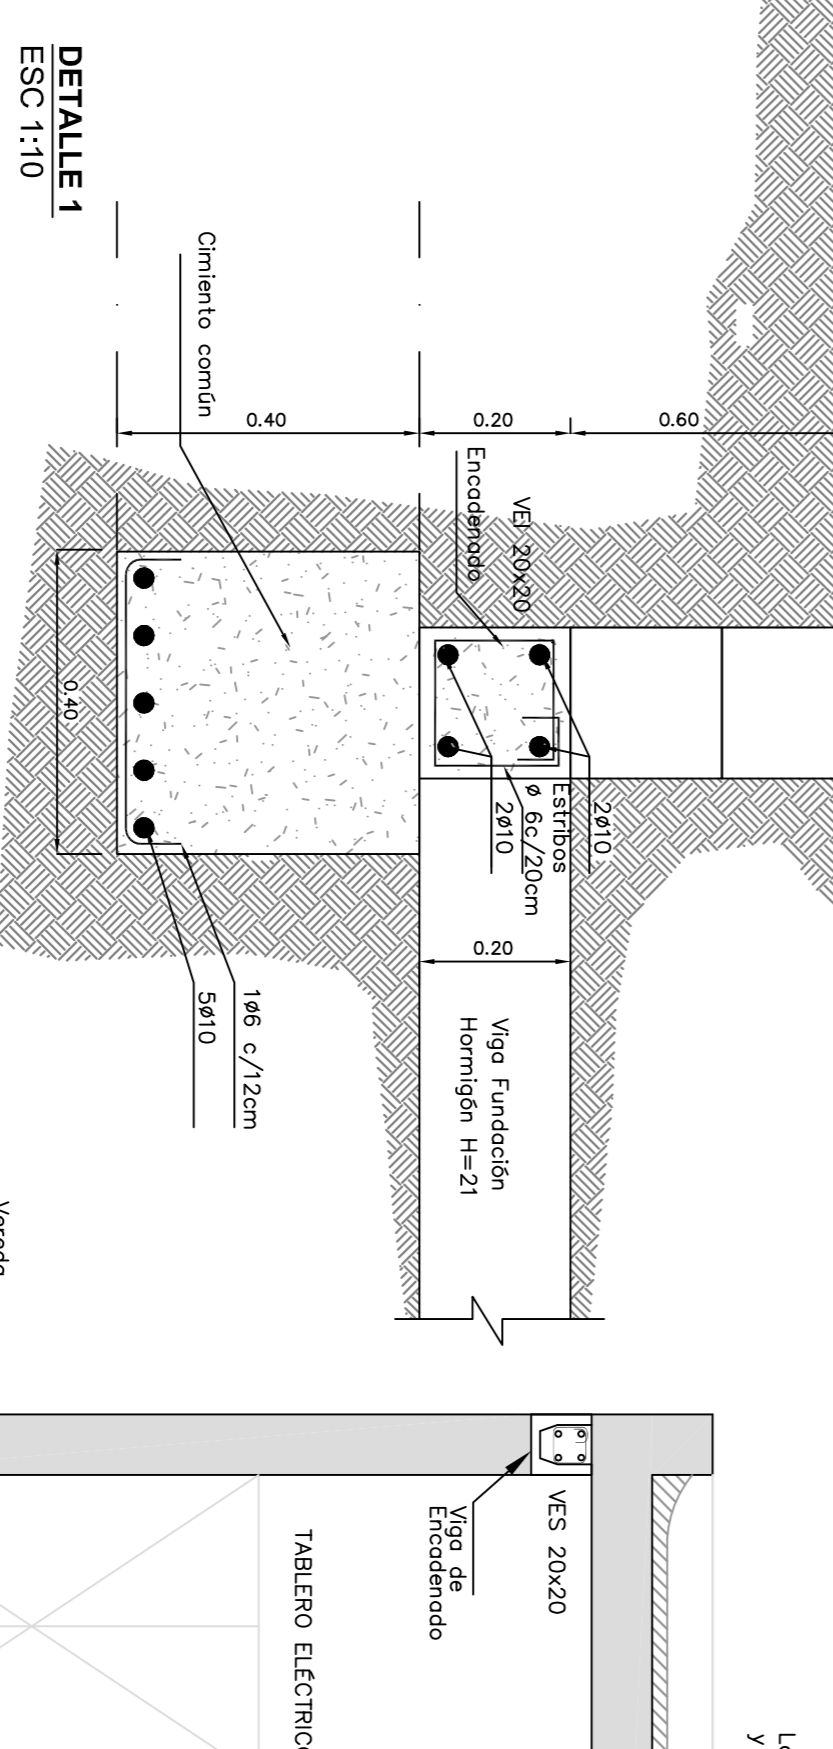 DETALLE 1
ESC 1:10
Cimiento común
0.40
0.20
0.60
Encadenado
VEI 20x20
0.40
2ø10
Estribos
ø 6c/20cm
2ø10
0.20
1ø6 c/12cm
5ø10
Viga Fundación
Hormigón H=21
Vereda
VES 20x20
Viga de
Encadenado
TABLERO ELÉCTRICO
y